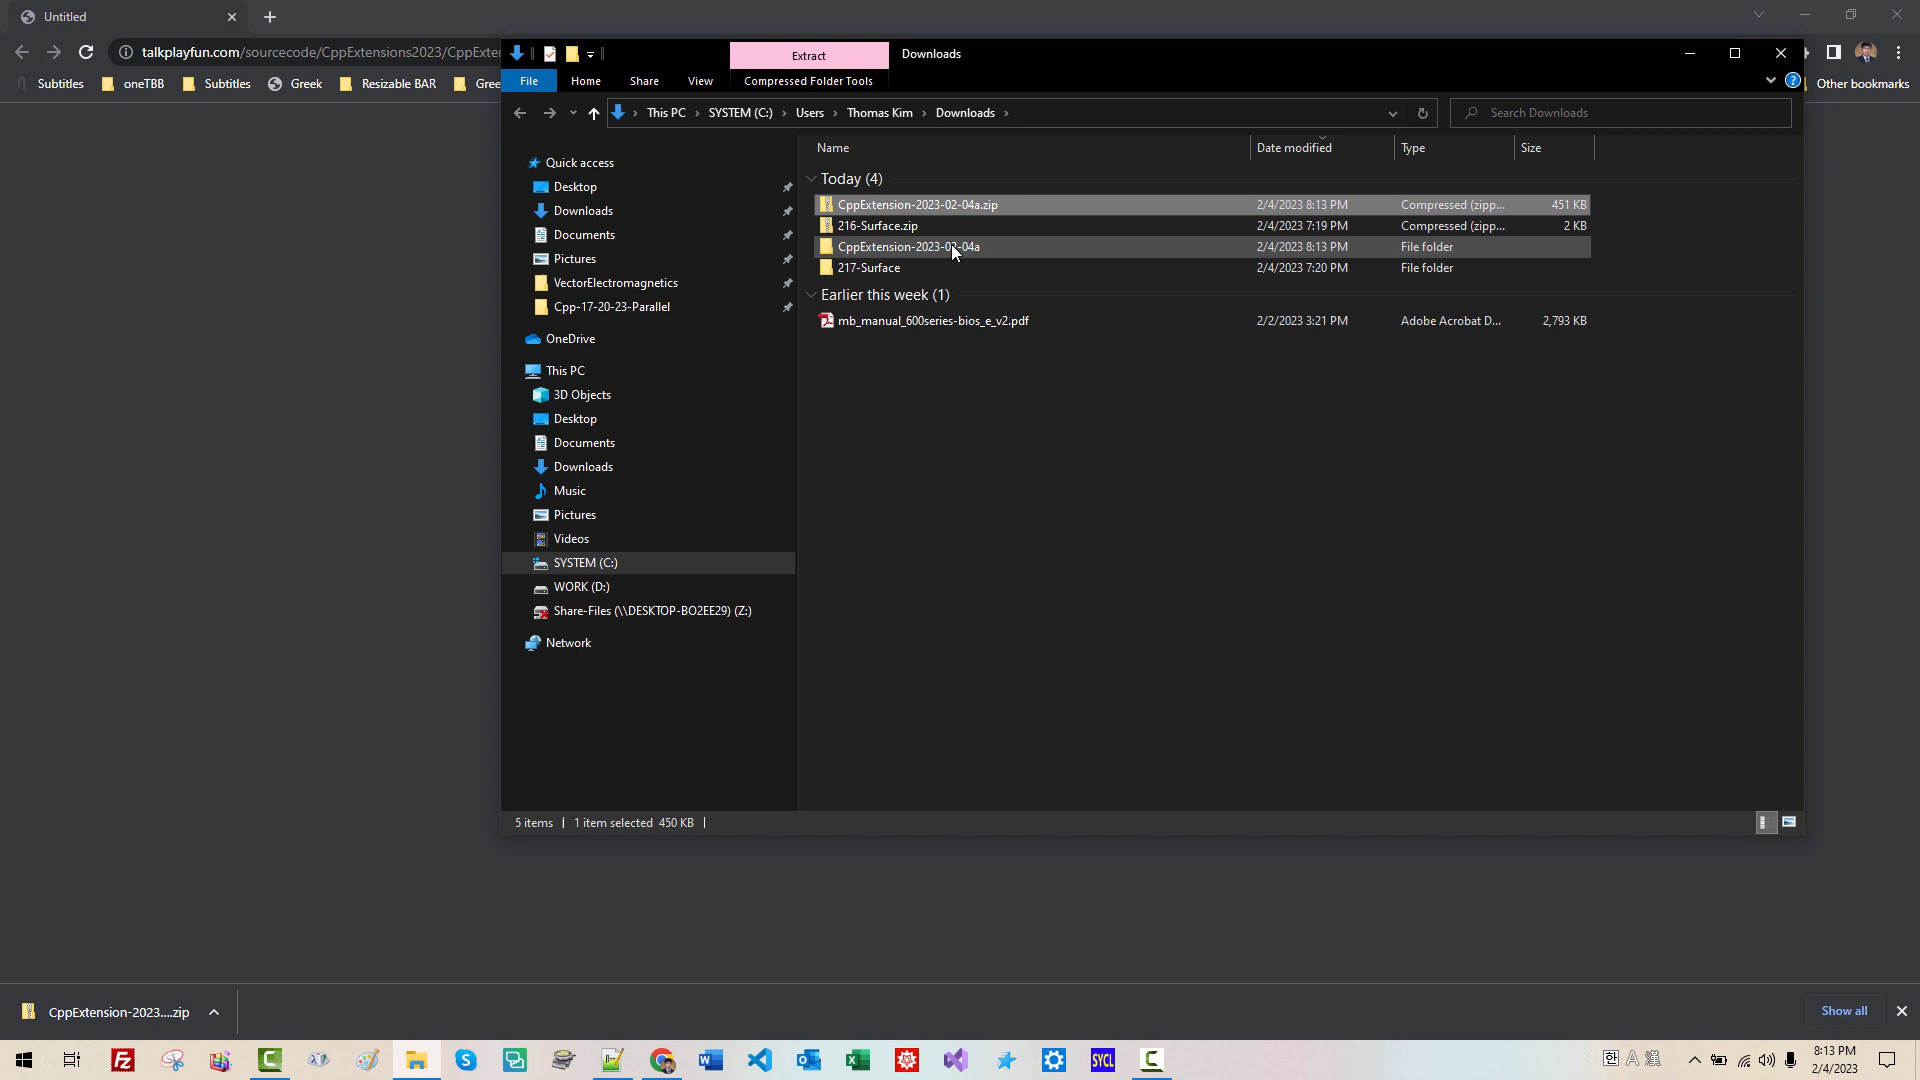 Untitled
talkplayfun.com/sourcecode/CppExtensions2023/CppExte
Subtitles
oneTBB
Subtitles
Greek
Resizable BAR
Gree
Other bookmarks
Extract
Downloads
File
Home
Share
View
Compressed Folder Tools
This PC
SYSTEM (C:)
Users
Thomas Kim
Downloads
Search Downloads
Quick access
Desktop
Downloads
Documents
Pictures
VectorElectromagnetics
Cpp-17-20-23-Parallel
OneDrive
This PC
3D Objects
Desktop
Documents
Downloads
Music
Pictures
Videos
SYSTEM (C:)
WORK (D:)
Share-Files (\\DESKTOP-BO2EE29) (Z:)
Network
Name Date modified Type Size
Today (4)
CppExtension-2023-02-04a.zip 2/4/2023 8:13 PM Compressed (zipp... 451 KB
216-Surface.zip 2/4/2023 7:19 PM Compressed (zipp... 2 KB
CppExtension-2023-02-04a 2/4/2023 8:13 PM File folder
217-Surface 2/4/2023 7:20 PM File folder
Earlier this week (1)
mb_manual_600series-bios_e_v2.pdf 2/2/2023 3:21 PM Adobe Acrobat D... 2,793 KB
5 items 1 item selected 450 KB
CppExtension-2023....zip
Show all
SYCL
한 A 漢
8:13 PM
2/4/2023